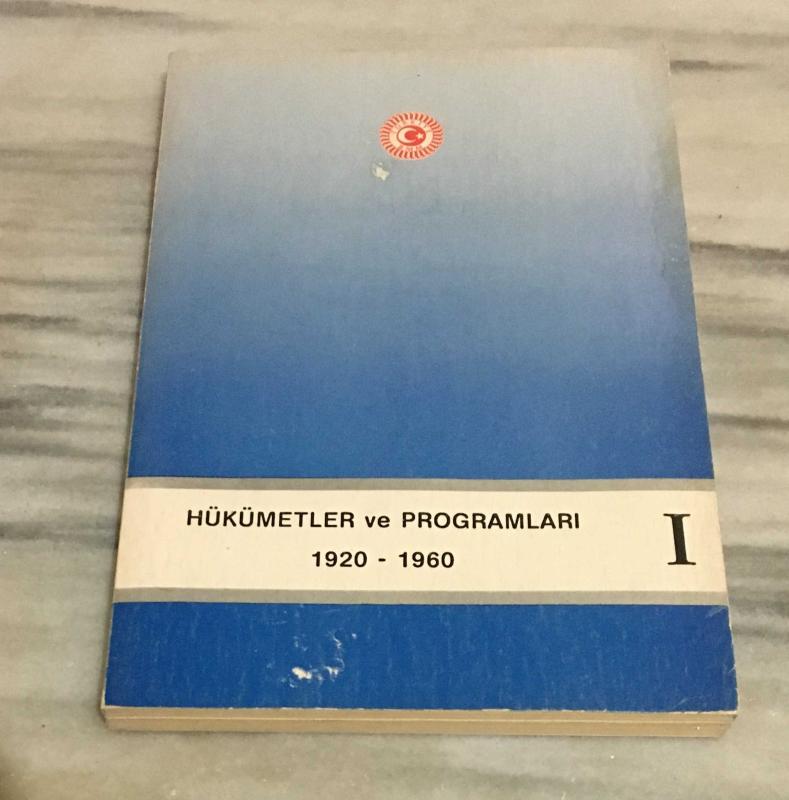 HÜKÜMETLER ve PROGRAMLARI
1920 - 1960
I